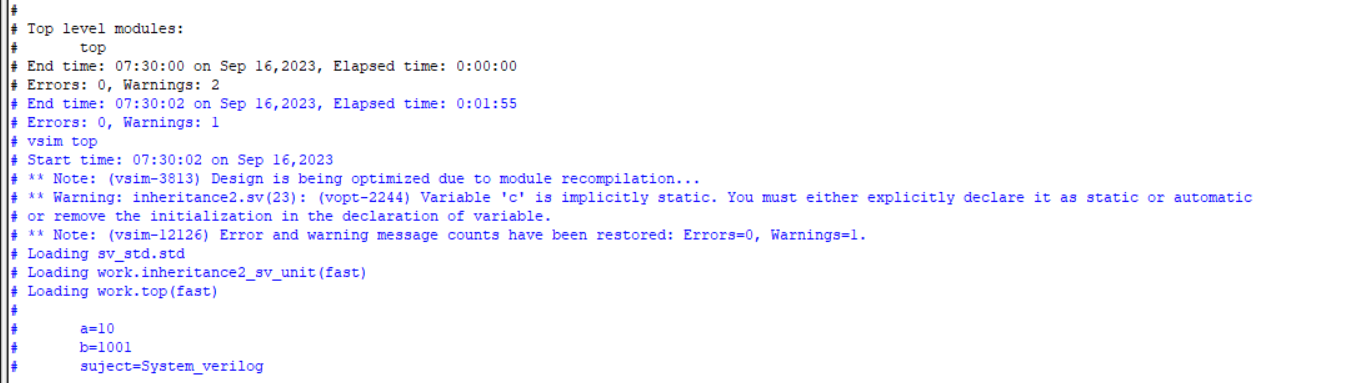 #
# Top level modules:
#       top
# End time: 07:30:00 on Sep 16,2023, Elapsed time: 0:00:00
# Errors: 0, Warnings: 2
# End time: 07:30:02 on Sep 16,2023, Elapsed time: 0:01:55
# Errors: 0, Warnings: 1
# vsim top
# Start time: 07:30:02 on Sep 16,2023
# ** Note: (vsim-3813) Design is being optimized due to module recompilation...
# ** Warning: inheritance2.sv(23): (vopt-2244) Variable 'c' is implicitly static. You must either explicitly declare it as static or automatic
# or remove the initialization in the declaration of variable.
# ** Note: (vsim-12126) Error and warning message counts have been restored: Errors=0, Warnings=1.
# Loading sv_std.std
# Loading work.inheritance2_sv_unit(fast)
# Loading work.top(fast)
#
#       a=10
#       b=1001
#       suject=System_verilog